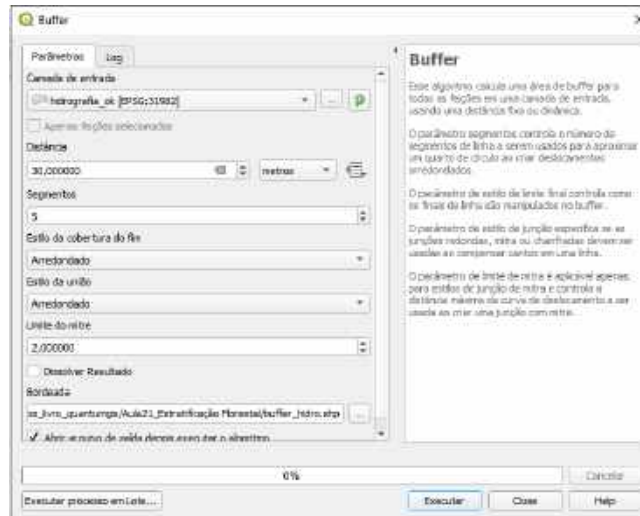 Buffer
Parâmetros
Log
Camada de entrada
hidrografia_ok [EPSG:31982]
...
Apenas feições selecionadas
Distância
30,000000
metros
Segmentos
5
Estilo da cobertura do fim
Arredondado
Estilo da união
Arredondado
Limite do mitre
2,000000
Dissolver Resultado
Bordeada
os_livro_quantumgis/Aula21_Estratificação Florestal/buffer_hidro.shp
...
Abrir arquivo de saída depois executar o algoritmo
Buffer
Esse algoritmo calcula uma área de buffer para
todas as feições em uma camada de entrada,
usando uma distância fixa ou dinâmica.
O parâmetro segmentos controla o número de
segmentos de linha a serem usados para aproximar
um quarto de círculo ao criar deslocamentos
arredondados.
O parâmetro de estilo de limite final controla como
os finais de linha são manipulados no buffer.
O parâmetro de estilo de junção especifica se as
junções redondas, mitra ou chanfradas devem ser
usadas ao compensar cantos em uma linha.
O parâmetro de limite de mitra é aplicável apenas
para estilos de junção de mitra e controla a
distância máxima da curva de deslocamento a ser
usada ao criar uma junção com mitra.
0%
Cancelar
Executar processo em Lote...
Executar
Close
Help